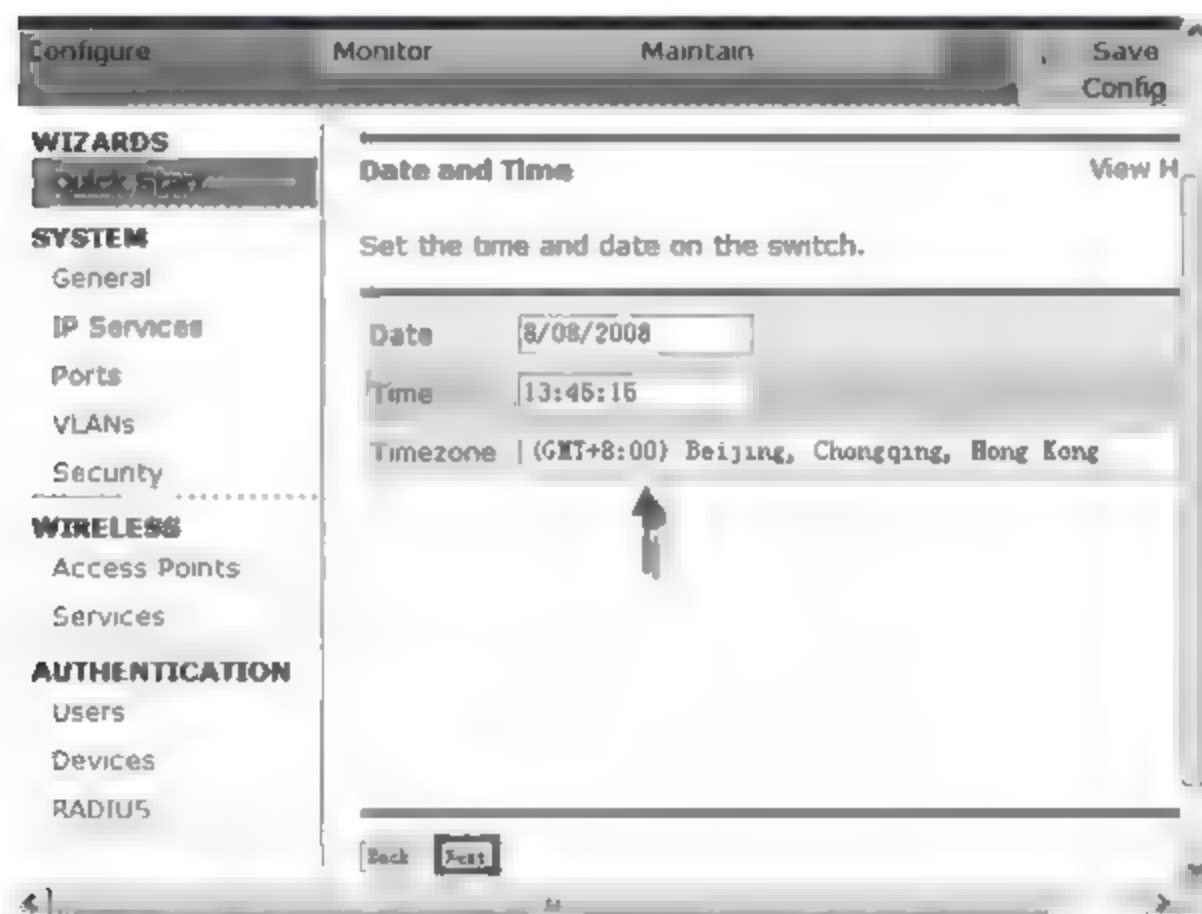 Configure Monitor Maintain Save Config
WIZARDS
Quick Start
SYSTEM
General
IP Services
Ports
VLANs
Security
WIRELESS
Access Points
Services
AUTHENTICATION
Users
Devices
RADIUS
Date and Time View H
Set the time and date on the switch.
Date 8/08/2008
Time 13:45:15
Timezone (GMT+8:00) Beijing, Chongqing, Hong Kong
Back Next